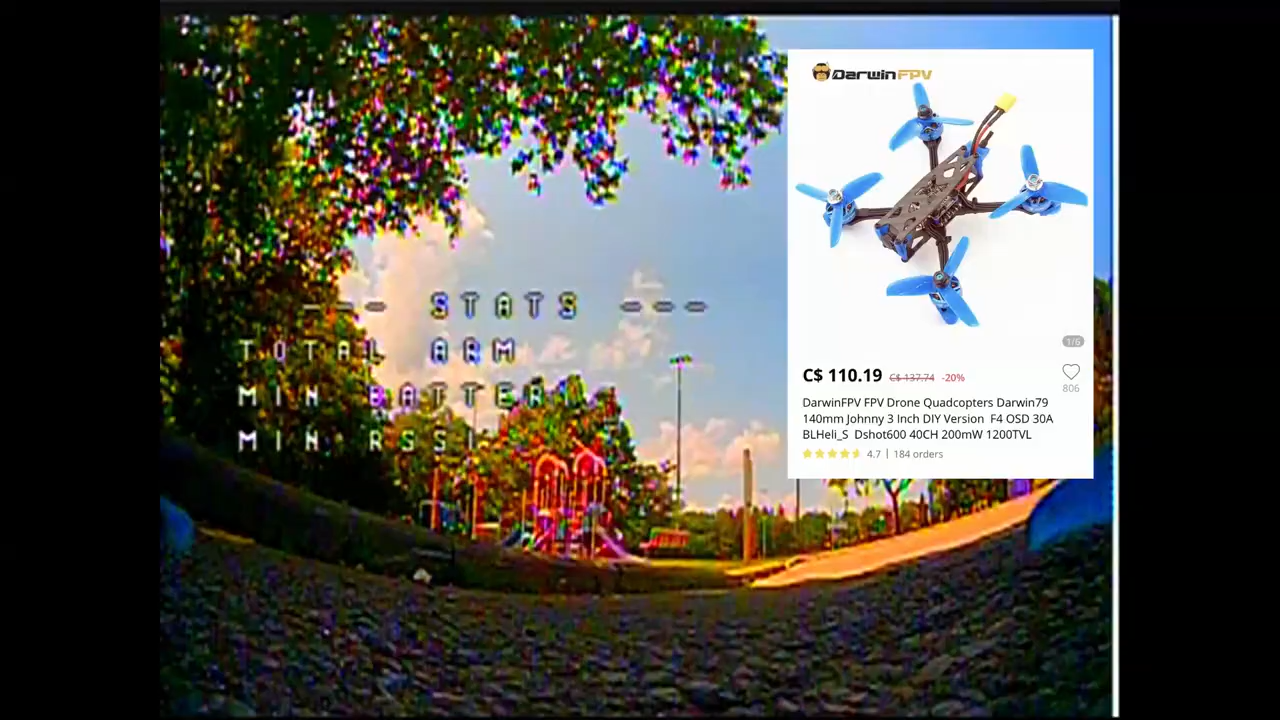 --- STATS ---
TOTAL ARM
MIN BATTERY
MIN RSSI
DarwinFPV
1/6
C$ 110.19 C$ 137.74 -20%
806
DarwinFPV FPV Drone Quadcopters Darwin79
140mm Johnny 3 Inch DIY Version F4 OSD 30A
BLHeli_S Dshot600 40CH 200mW 1200TVL
4.7 | 184 orders